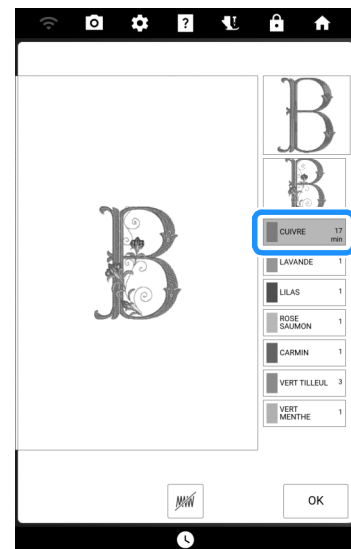 ?
CUIVRE 17
min
LAVANDE 1
LILAS 1
ROSE
SAUMON 1
CARMIN 1
VERT TILLEUL 3
VERT
MENTHE 1
B
OK